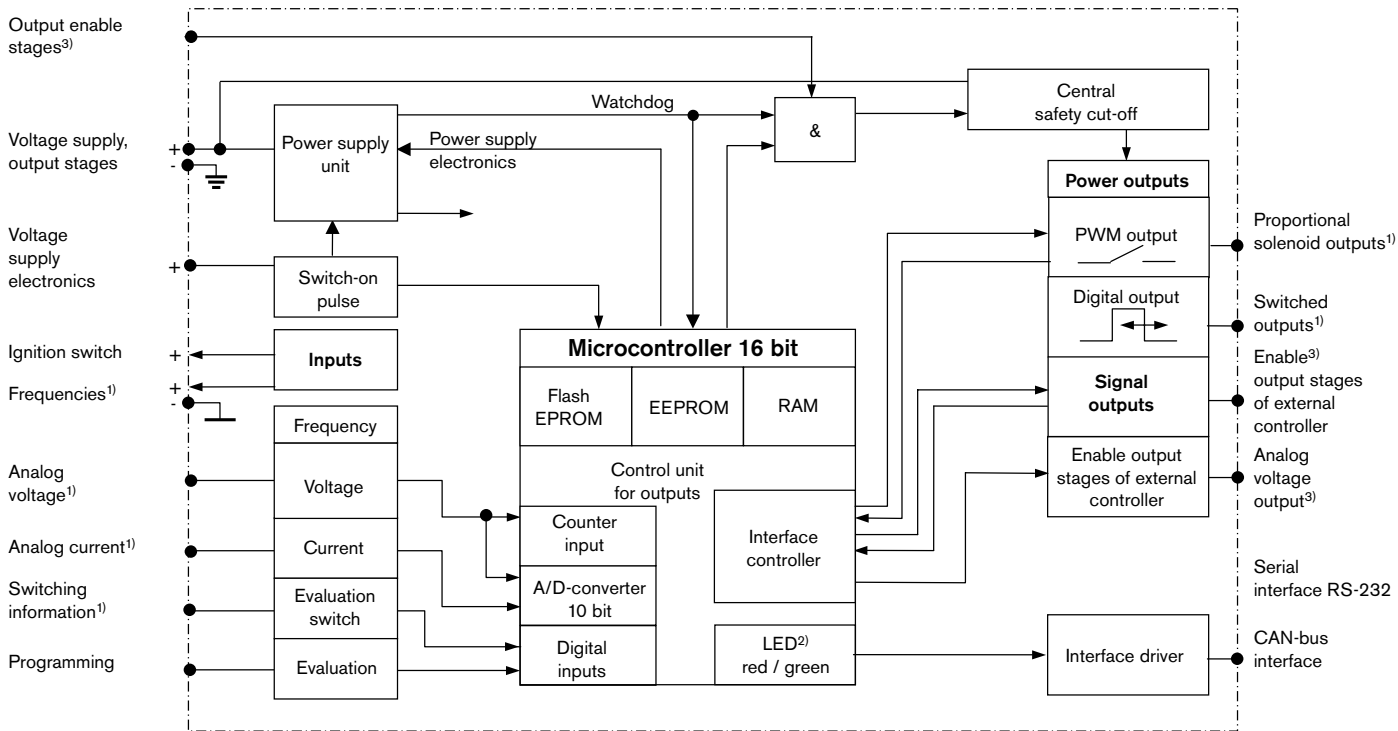 Output enable
stages3)
Voltage supply,
output stages
+
-
Voltage
supply
electronics
+
Ignition switch
+
Frequencies1)
+
-
Analog
voltage1)
Analog current1)
Switching
information1)
Programming
Power supply
unit
Switch-on
pulse
Inputs
Frequency
Voltage
Current
Evaluation
switch
Evaluation
Watchdog
Power supply
electronics
&
Microcontroller 16 bit
Flash
EPROM
EEPROM
RAM
Control unit
for outputs
Counter
input
A/D-converter
10 bit
Digital
inputs
Interface
controller
LED2)
red / green
Central
safety cut-off
Power outputs
PWM output
Digital output
Signal
outputs
Enable output
stages of external
controller
Interface driver
Proportional
solenoid outputs1)
Switched
outputs1)
Enable3)
output stages
of external
controller
Analog
voltage
output3)
Serial
interface RS-232
CAN-bus
interface